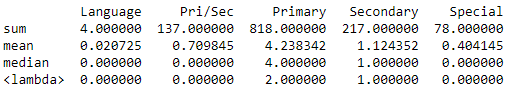 Language Pri/Sec Primary Secondary Special
sum 4.000000 137.000000 818.000000 217.000000 78.000000
mean 0.020725 0.709845 4.238342 1.124352 0.404145
median 0.000000 0.000000 4.000000 1.000000 0.000000
<lambda> 0.000000 0.000000 2.000000 1.000000 0.000000